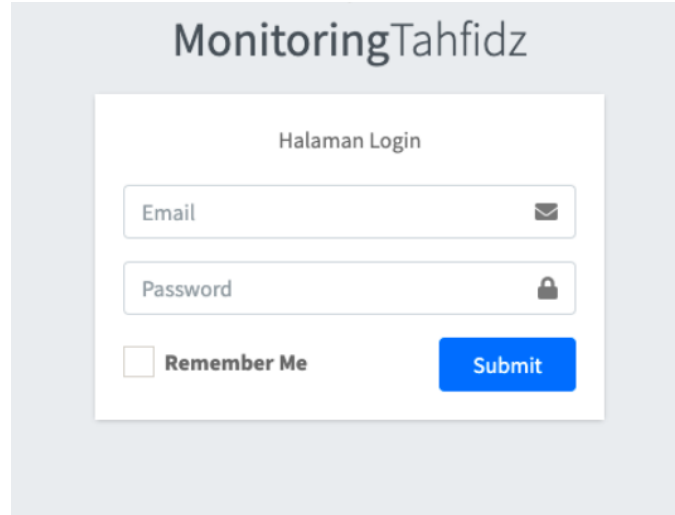 MonitoringTahfidz
Halaman Login
Email
Password
Remember Me
Submit